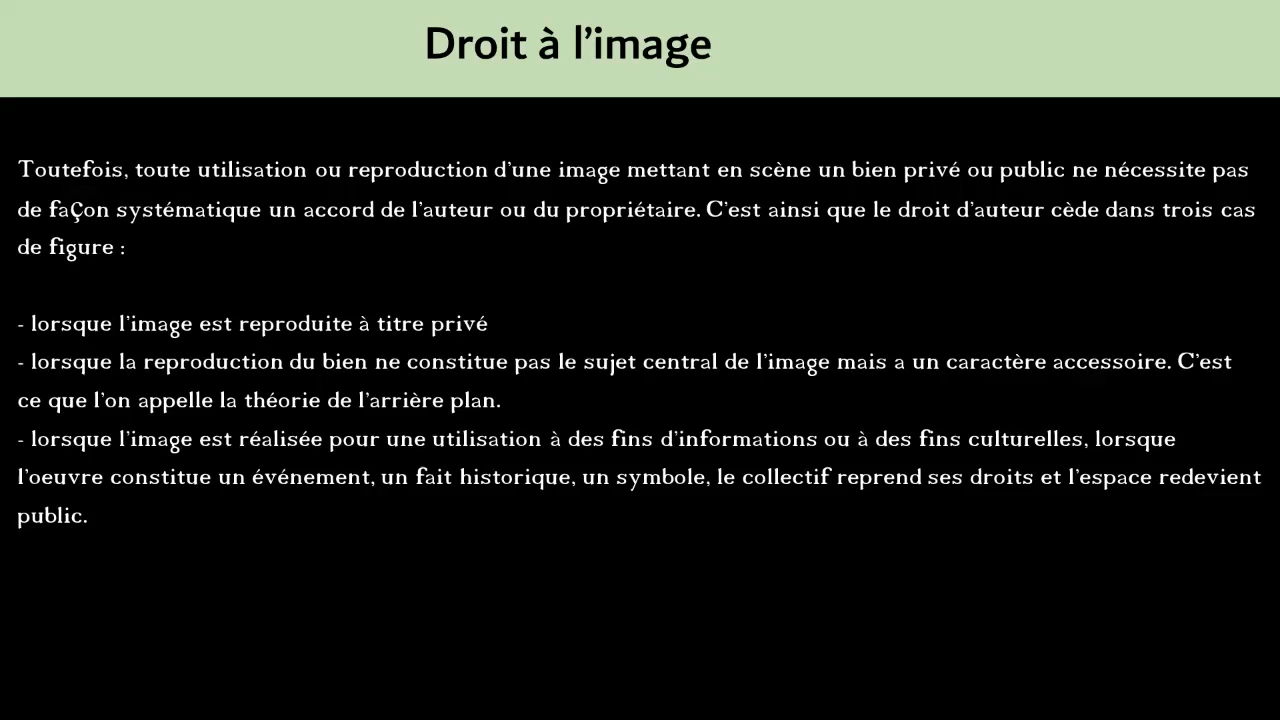 Droit à l’image
Toutefois, toute utilisation ou reproduction d’une image mettant en scène un bien privé ou public ne nécessite pas
de façon systématique un accord de l’auteur ou du propriétaire. C’est ainsi que le droit d’auteur cède dans trois cas
de figure :
- lorsque l’image est reproduite à titre privé
- lorsque la reproduction du bien ne constitue pas le sujet central de l’image mais a un caractère accessoire. C’est
ce que l’on appelle la théorie de l’arrière plan.
- lorsque l’image est réalisée pour une utilisation à des fins d’informations ou à des fins culturelles, lorsque
l’oeuvre constitue un événement, un fait historique, un symbole, le collectif reprend ses droits et l’espace redevient
public.